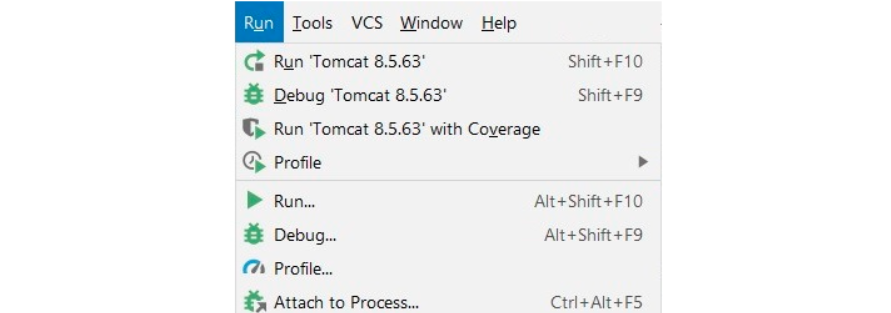 Run Tools VCS Window Help
Run 'Tomcat 8.5.63' Shift+F10
Debug 'Tomcat 8.5.63' Shift+F9
Run 'Tomcat 8.5.63' with Coverage
Profile
Run... Alt+Shift+F10
Debug... Alt+Shift+F9
Profile...
Attach to Process... Ctrl+Alt+F5